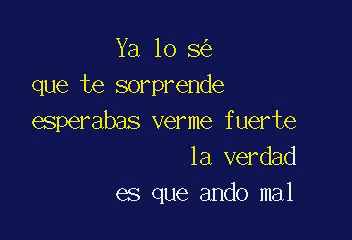 Ya lo sé
que te sorprende
esperabas verme fuerte
la verdad
es que ando mal